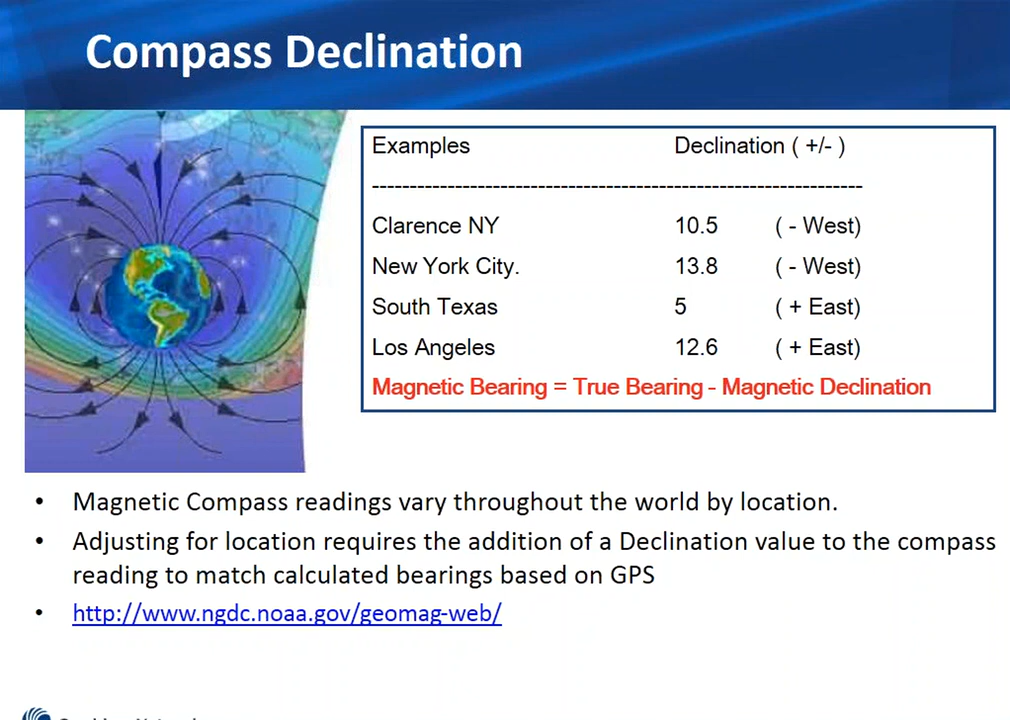 Compass Declination
Examples Declination ( +/- )
-----------------------------------------------------------------
Clarence NY 10.5 ( - West)
New York City. 13.8 ( - West)
South Texas 5 ( + East)
Los Angeles 12.6 ( + East)
Magnetic Bearing = True Bearing - Magnetic Declination
• Magnetic Compass readings vary throughout the world by location.
• Adjusting for location requires the addition of a Declination value to the compass
reading to match calculated bearings based on GPS
• http://www.ngdc.noaa.gov/geomag-web/